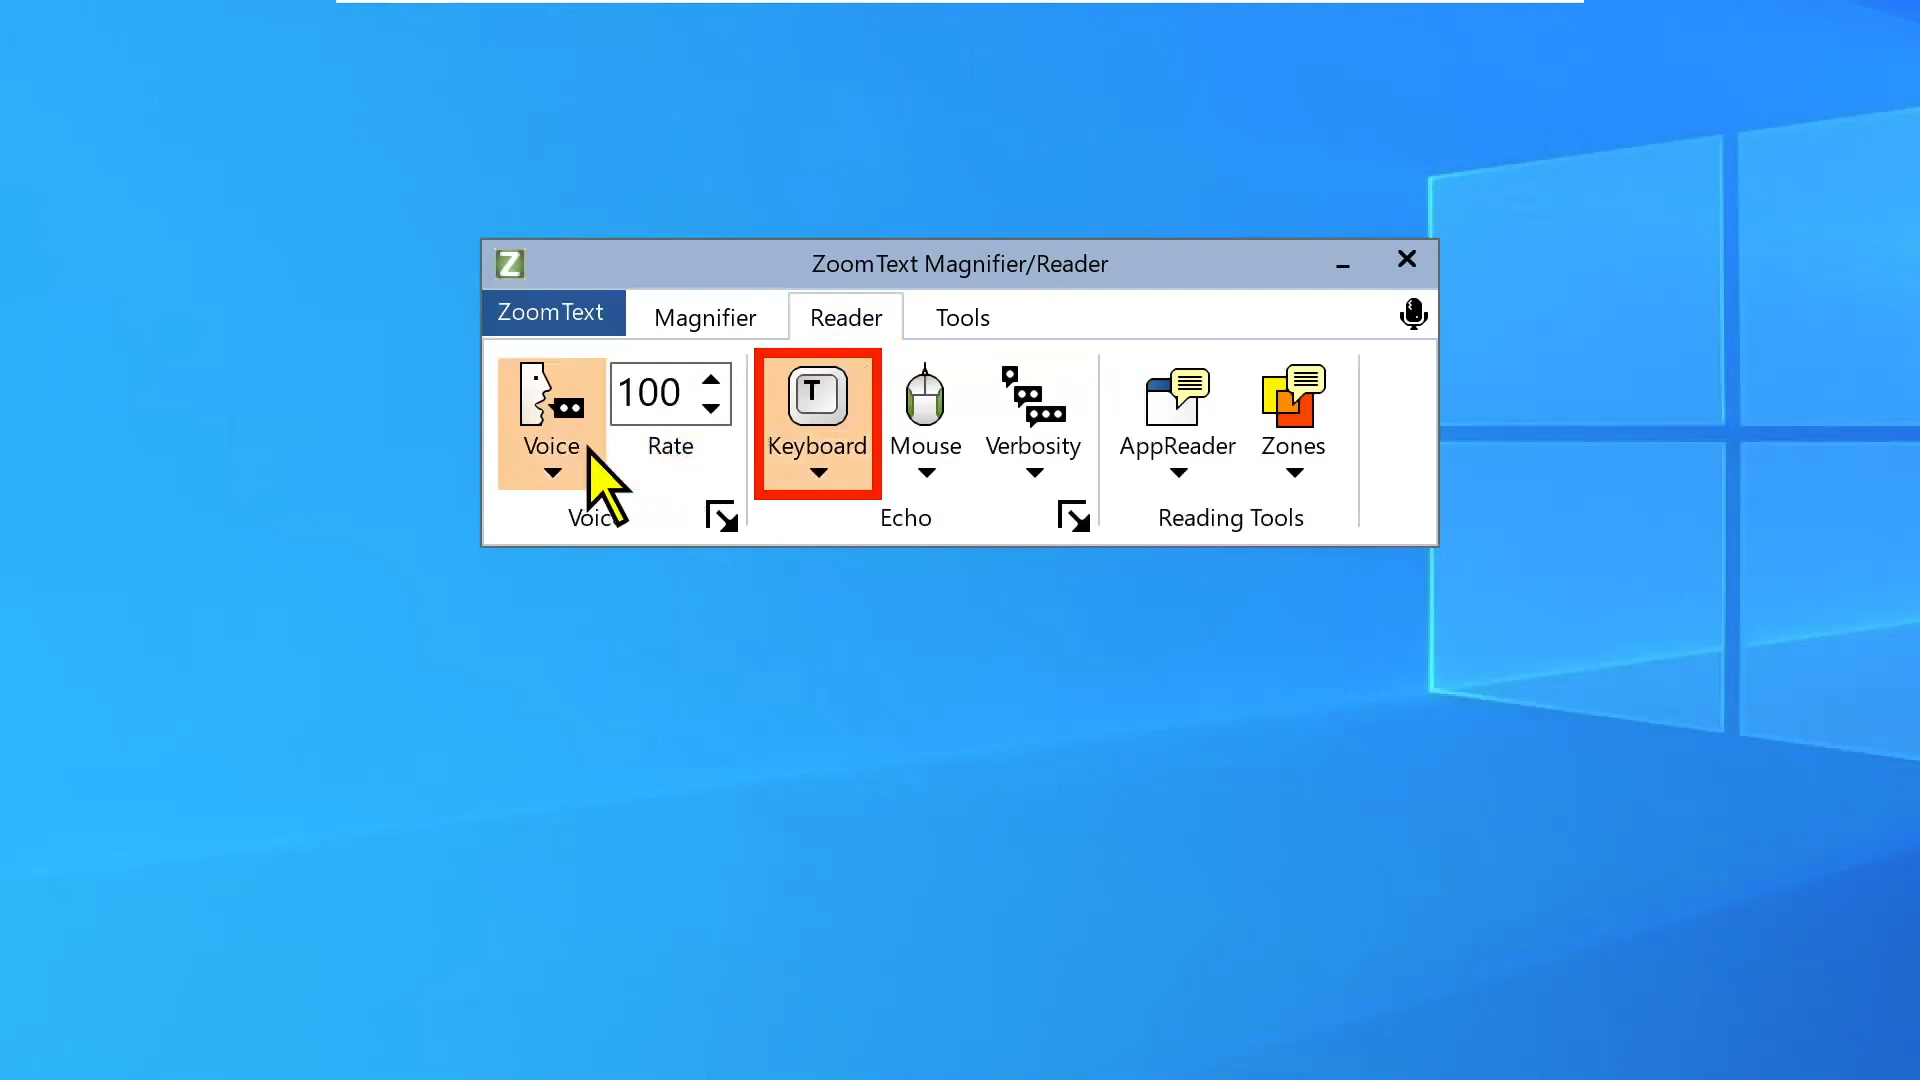 Z
ZoomText Magnifier/Reader
ZoomText Magnifier Reader Tools
100
T
Voice Rate Keyboard Mouse Verbosity AppReader Zones
Echo Reading Tools